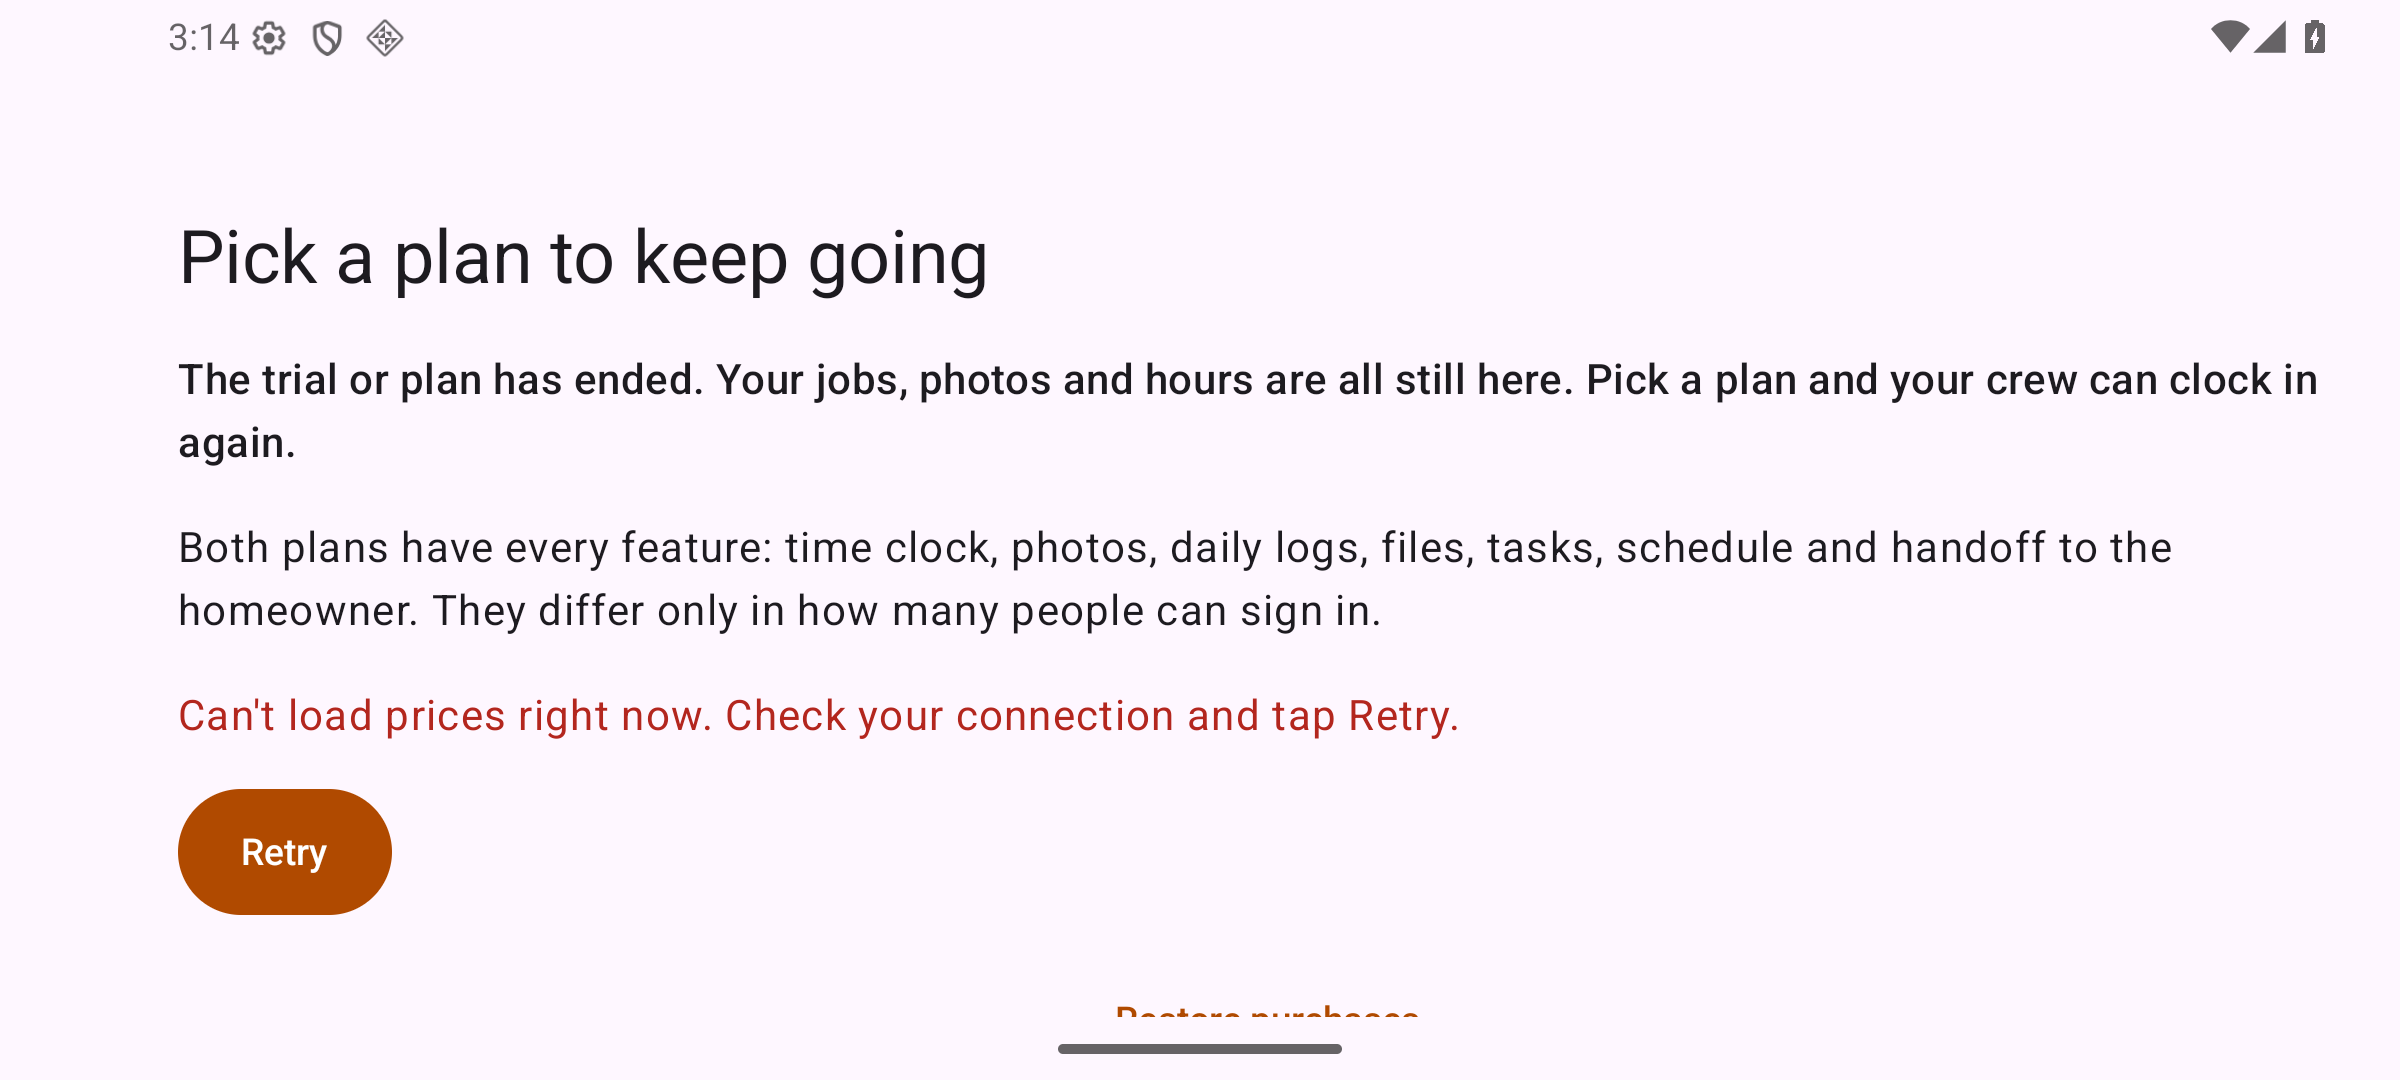 3:14
Pick a plan to keep going
The trial or plan has ended. Your jobs, photos and hours are all still here. Pick a plan and your crew can clock in
again.
Both plans have every feature: time clock, photos, daily logs, files, tasks, schedule and handoff to the
homeowner. They differ only in how many people can sign in.
Can't load prices right now. Check your connection and tap Retry.
Retry
Restore purchases